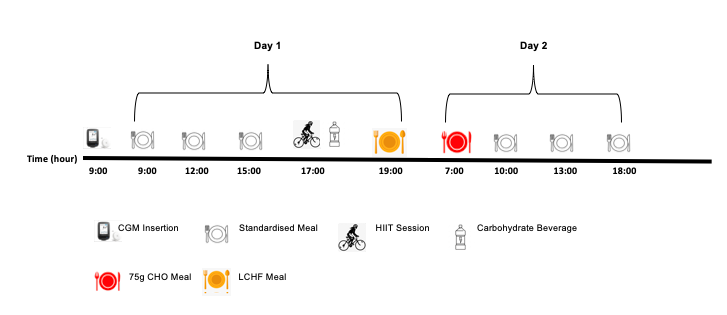 Day 1
Day 2
Time (hour)
9:00
9:00
12:00
15:00
17:00
19:00
7:00
10:00
13:00
18:00
CGM Insertion
Standardised Meal
HIIT Session
Carbohydrate Beverage
75g CHO Meal
LCHF Meal